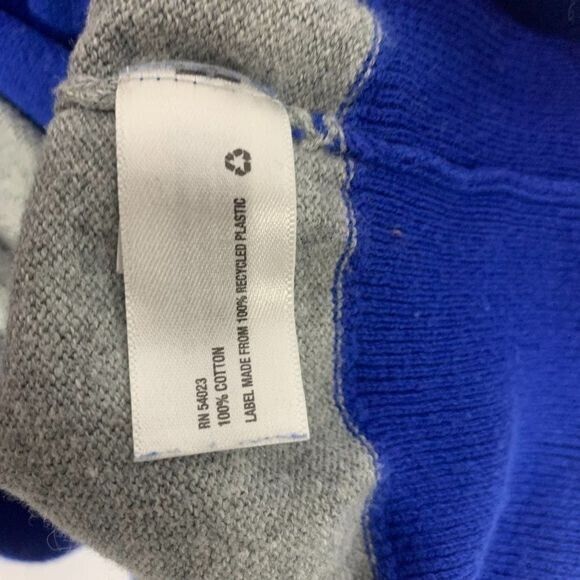 RN 54023
100% COTTON
LABEL MADE FROM 100% RECYCLED PLASTIC